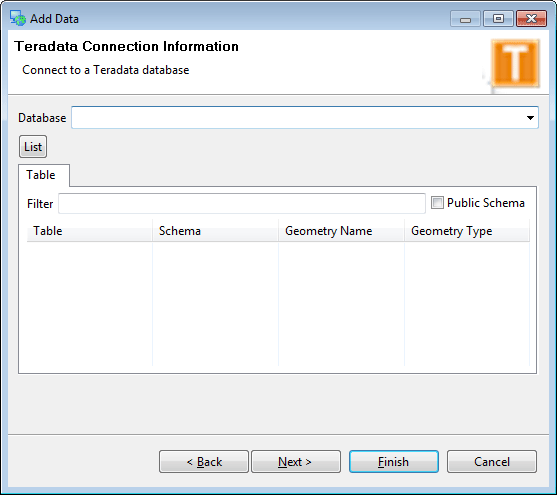 Add Data
Teradata Connection Information
Connect to a Teradata database
T
Database
List
Table
Filter Public Schema
Table Schema Geometry Name Geometry Type
< Back Next > Finish Cancel